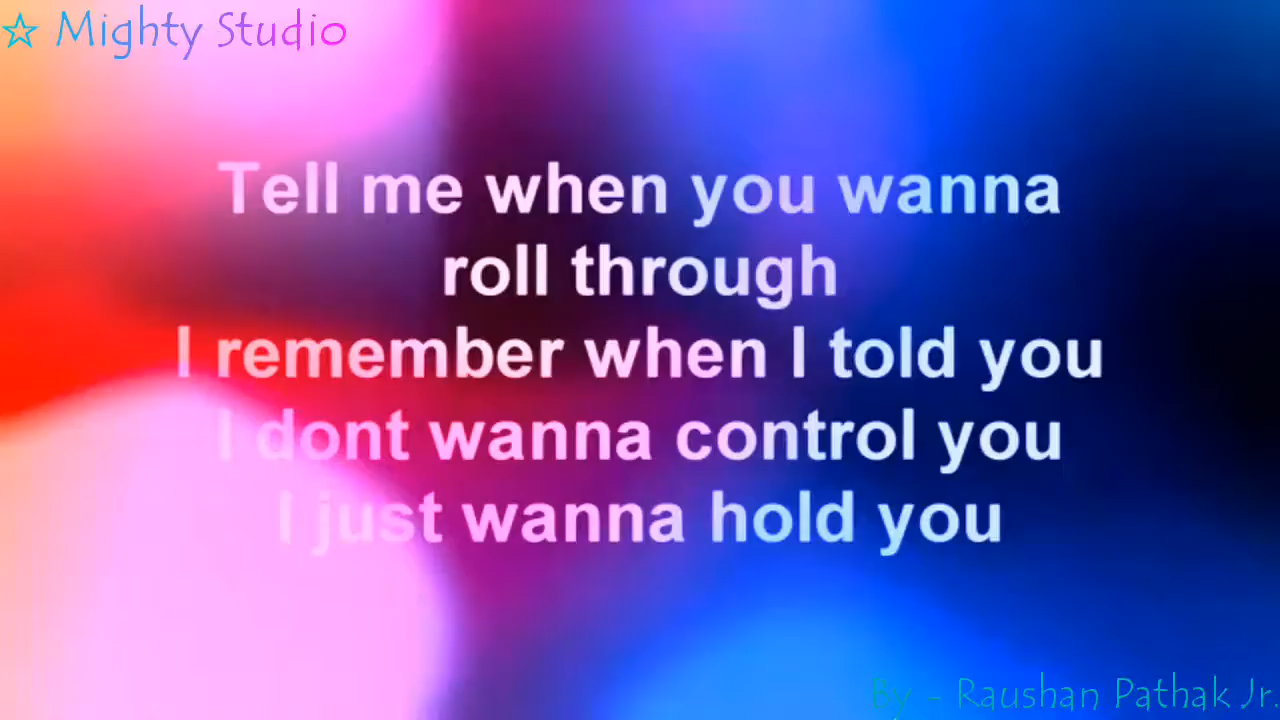 ☆ Mighty Studio
Tell me when you wanna
roll through
I remember when I told you
I dont wanna control you
I just wanna hold you
By - Raushan Pathak Jr.